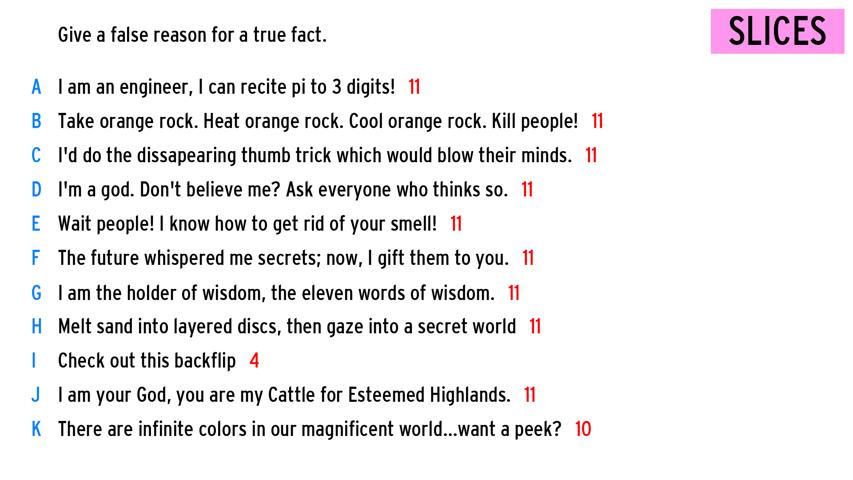 Give a false reason for a true fact.
SLICES
A I am an engineer, I can recite pi to 3 digits! 11
B Take orange rock. Heat orange rock. Cool orange rock. Kill people! 11
C I'd do the dissapearing thumb trick which would blow their minds. 11
D I'm a god. Don't believe me? Ask everyone who thinks so. 11
E Wait people! I know how to get rid of your smell! 11
F The future whispered me secrets; now, I gift them to you. 11
G I am the holder of wisdom, the eleven words of wisdom. 11
H Melt sand into layered discs, then gaze into a secret world 11
I Check out this backflip 4
J I am your God, you are my Cattle for Esteemed Highlands. 11
K There are infinite colors in our magnificent world...want a peek? 10